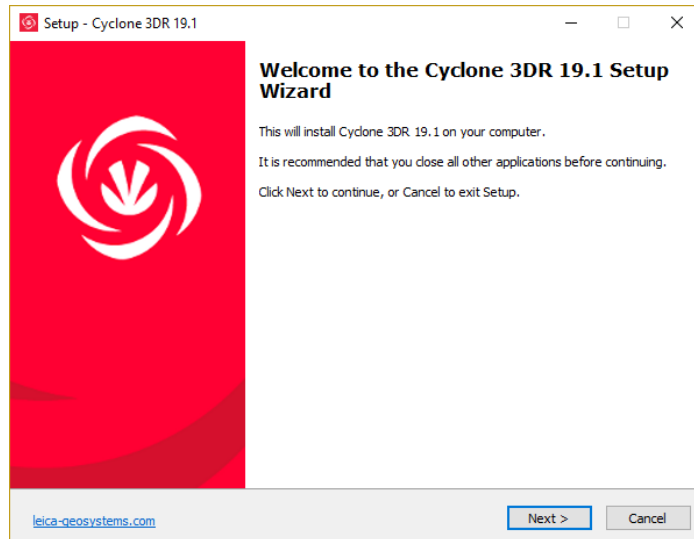 Setup - Cyclone 3DR 19.1
Welcome to the Cyclone 3DR 19.1 Setup
Wizard
This will install Cyclone 3DR 19.1 on your computer.
It is recommended that you close all other applications before continuing.
Click Next to continue, or Cancel to exit Setup.
leica-geosystems.com
Next >
Cancel